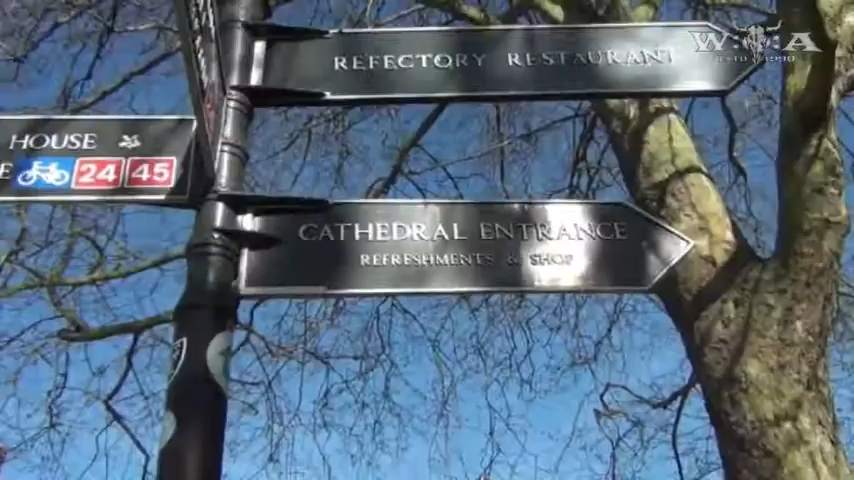 REFECTORY RESTAURANT
W:O:A
HOUSE
E 24 45
CATHEDRAL ENTRANCE
REFRESHMENTS & SHOP